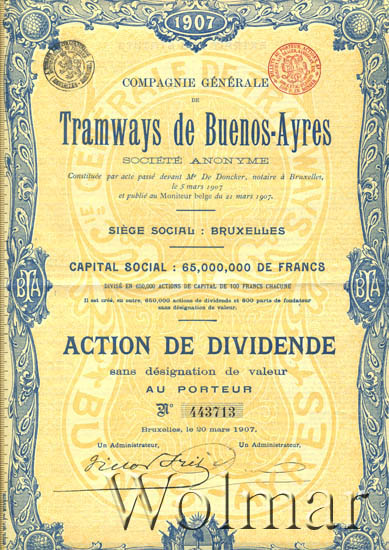 1907
COMPAGNIE GÉNÉRALE
DE
Tramways de Buenos-Ayres
SOCIÉTÉ ANONYME
Constituée par acte passé devant Me De Doncker, notaire à Bruxelles,
le 5 mars 1907
et publié au Moniteur belge du 21 mars 1907.
SIÈGE SOCIAL : BRUXELLES
CAPITAL SOCIAL : 65,000,000 DE FRANCS
DIVISÉ EN 650,000 ACTIONS DE CAPITAL DE 100 FRANCS CHACUNE
Il est créé, en outre, 650,000 actions de dividende et 800 parts de fondateur
sans désignation de valeur.
BTA
BTA
ACTION DE DIVIDENDE
sans désignation de valeur
AU PORTEUR
No 443713
Bruxelles, le 20 mars 1907.
Un Administrateur,
Un Administrateur,
Wolmar